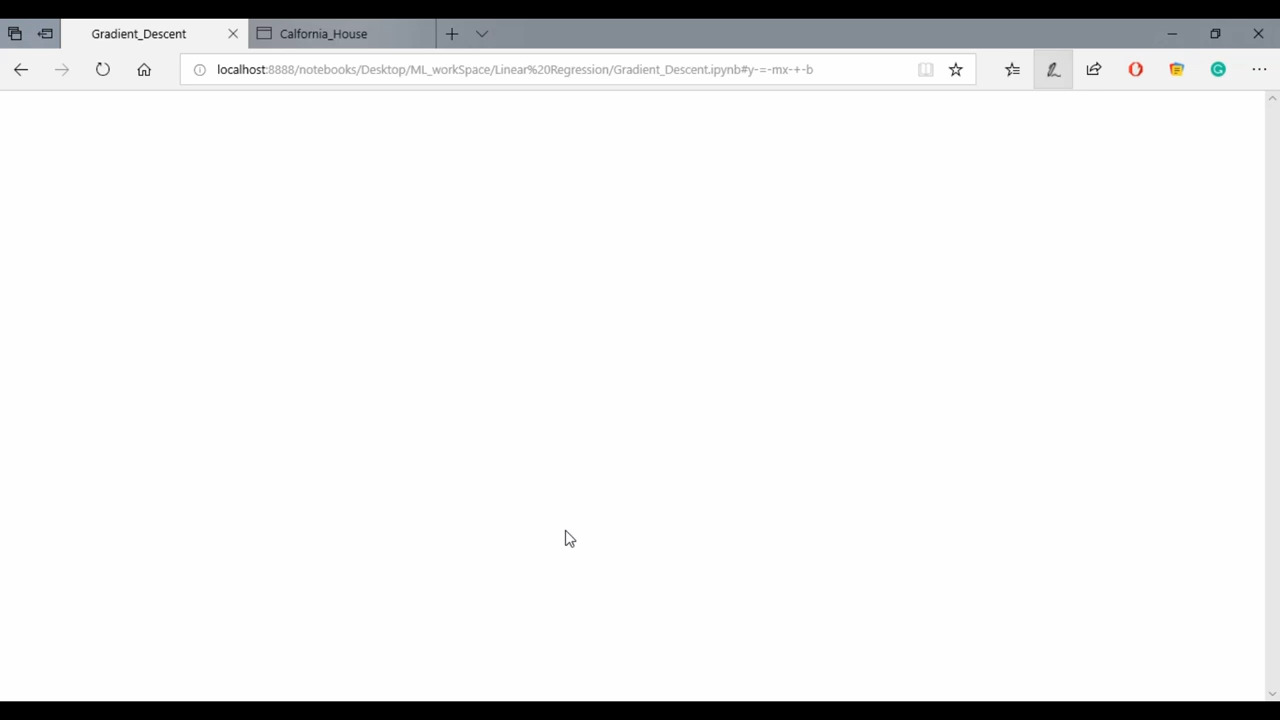 Gradient_Descent
Calfornia_House
localhost:8888/notebooks/Desktop/ML_workSpace/Linear%20Regression/Gradient_Descent.ipynb#y-=-mx-+-b